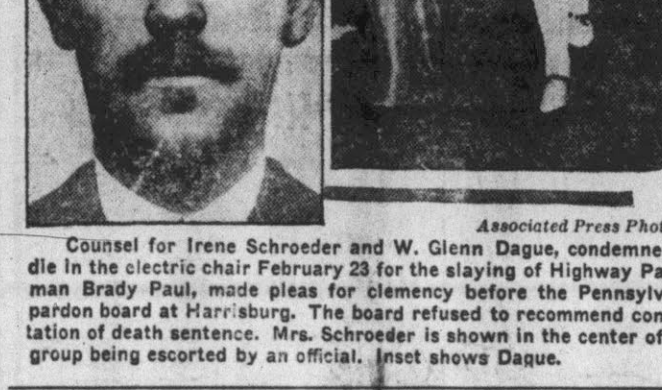 Associated Press Phot
Counsel for Irene Schroeder and W. Glenn Dague, condemne
die in the electric chair February 23 for the slaying of Highway Pa
man Brady Paul, made pleas for clemency before the Pennsylv
pardon board at Harrisburg. The board refused to recommend con
tation of death sentence. Mrs. Schroeder is shown in the center of
group being escorted by an official. Inset shows Dague.